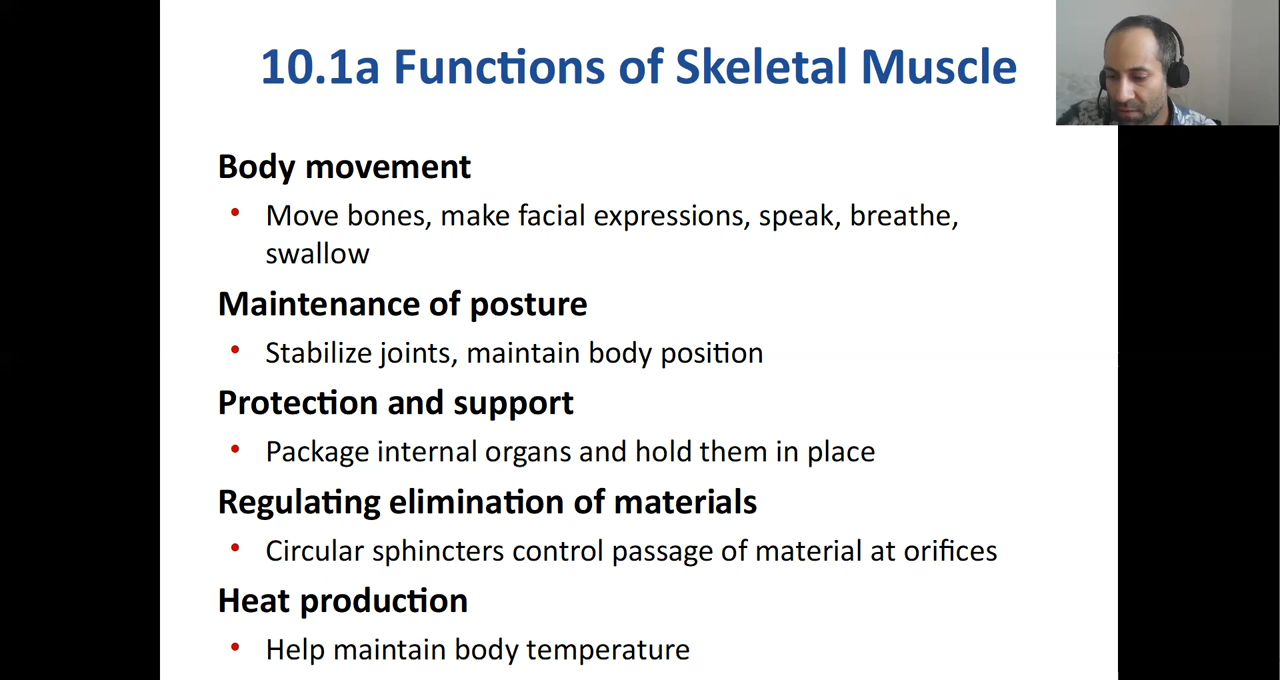 10.1a Functions of Skeletal Muscle
Body movement
• Move bones, make facial expressions, speak, breathe,
swallow
Maintenance of posture
• Stabilize joints, maintain body position
Protection and support
• Package internal organs and hold them in place
Regulating elimination of materials
• Circular sphincters control passage of material at orifices
Heat production
• Help maintain body temperature